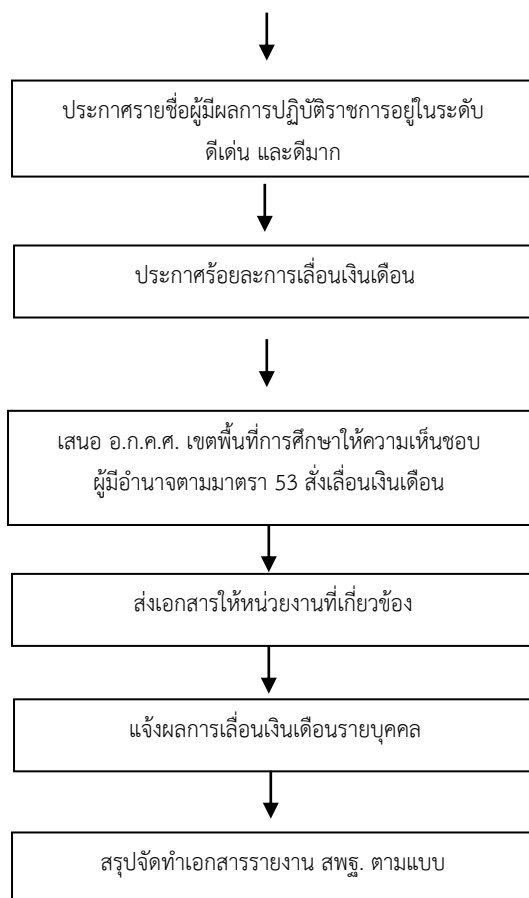 ประกาศรายชื่อผู้มีผลการปฏิบัติราชการอยู่ในระดับ
ดีเด่น และดีมาก
ประกาศร้อยละการเลื่อนเงินเดือน
เสนอ อ.ก.ค.ศ. เขตพื้นที่การศึกษาให้ความเห็นชอบ
ผู้มีอำนาจตามมาตรา 53 สั่งเลื่อนเงินเดือน
ส่งเอกสารให้หน่วยงานที่เกี่ยวข้อง
แจ้งผลการเลื่อนเงินเดือนรายบุคคล
สรุปจัดทำเอกสารรายงาน สพฐ. ตามแบบ